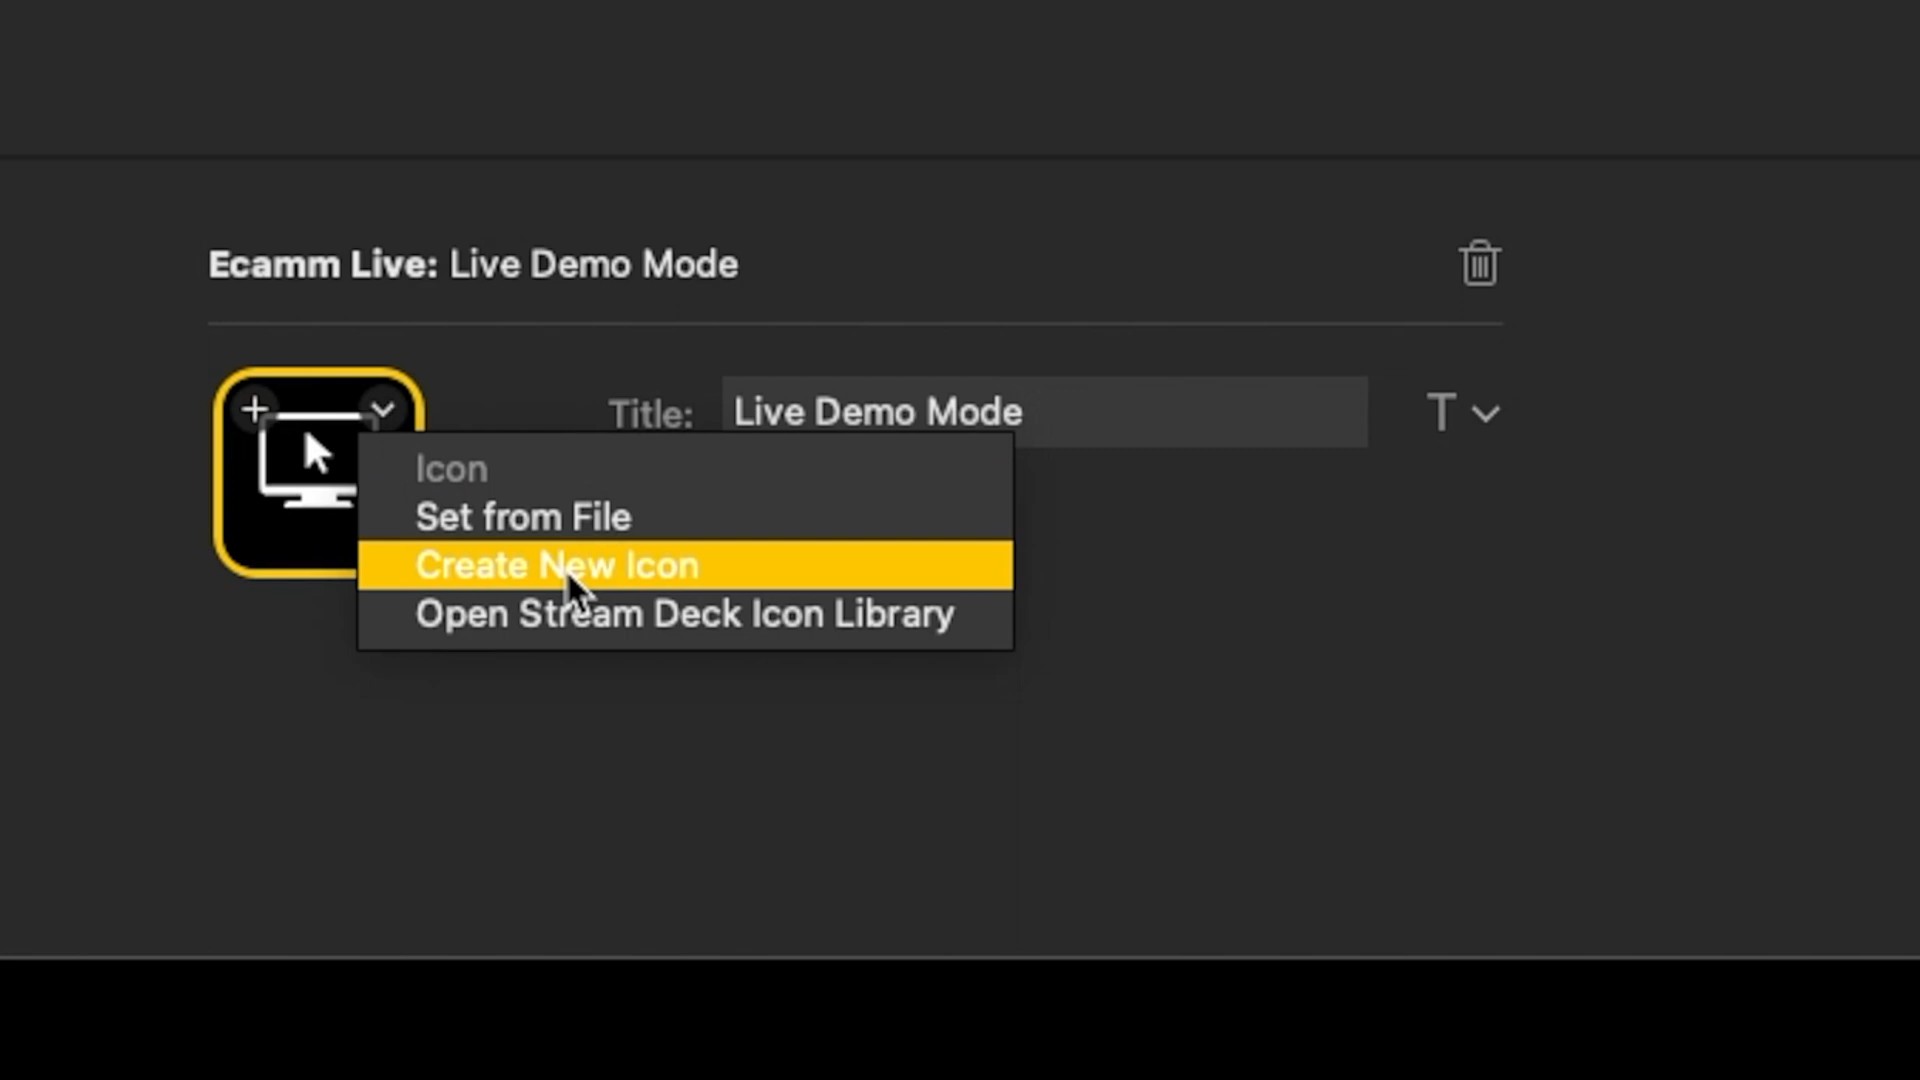 Ecamm Live: Live Demo Mode
Title: Live Demo Mode
T
Icon
Set from File
Create New Icon
Open Stream Deck Icon Library